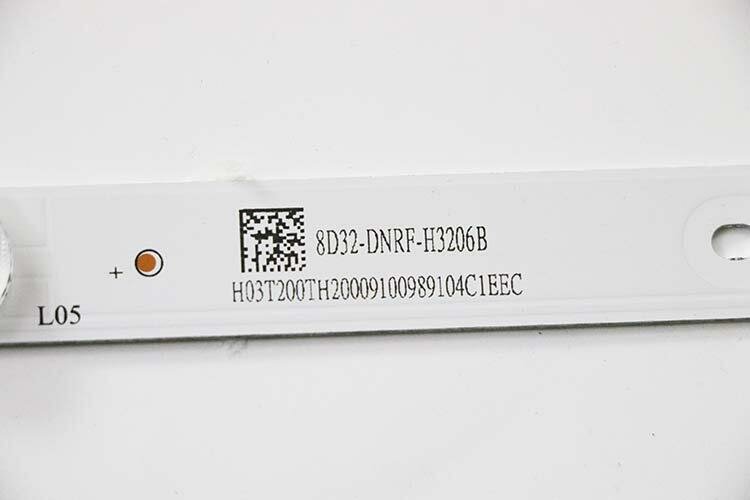 8D32-DNRF-H3206B
H03T200TH20009100989104C1EEC
+
L05